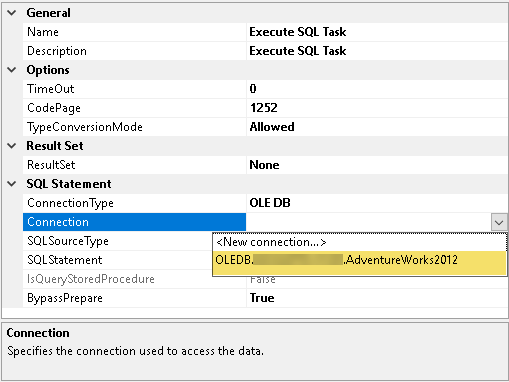 General
Name Execute SQL Task
Description Execute SQL Task
Options
TimeOut 0
CodePage 1252
TypeConversionMode Allowed
Result Set
ResultSet None
SQL Statement
ConnectionType OLE DB
Connection
SQLSourceType <New connection...>
SQLStatement OLEDB. .AdventureWorks2012
IsQueryStoredProcedure False
BypassPrepare True
Connection
Specifies the connection used to access the data.